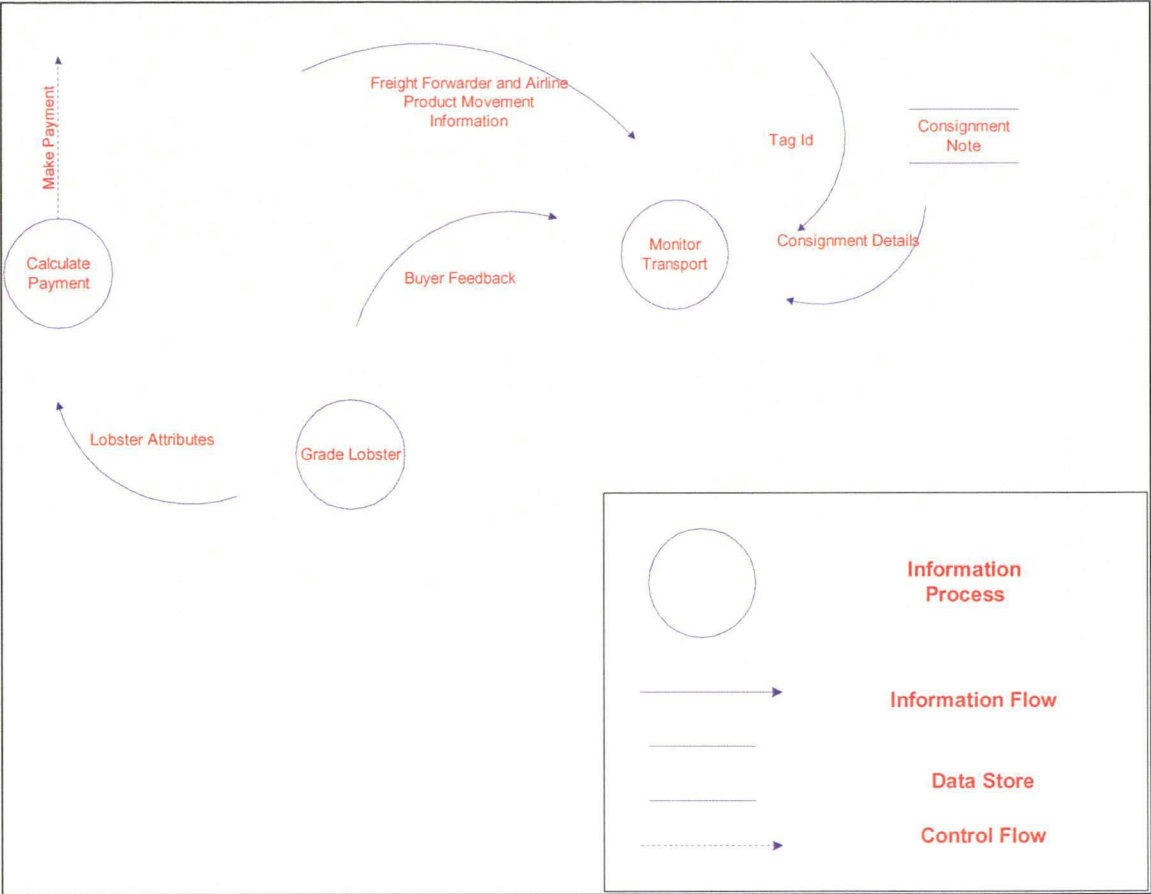 Make Payment
Freight Forwarder and Airline
Product Movement
Information
Tag Id
Consignment
Note
Calculate
Payment
Buyer Feedback
Monitor
Transport
Consignment Details
Lobster Attributes
Grade Lobster
Information
Process
Information Flow
Data Store
Control Flow